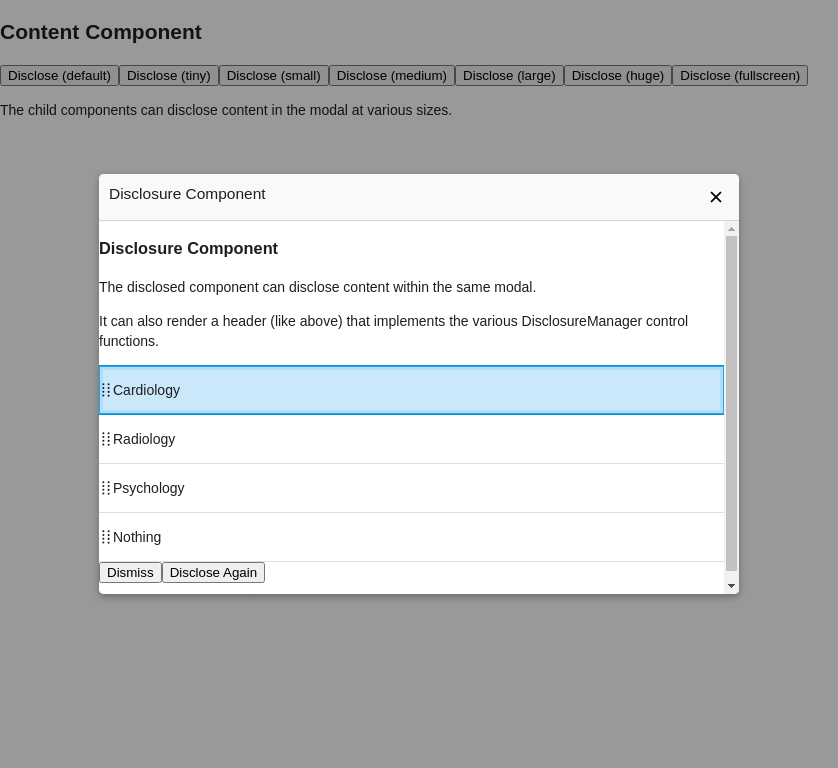 Content Component
Disclose (default) Disclose (tiny) Disclose (small) Disclose (medium) Disclose (large) Disclose (huge) Disclose (fullscreen)
The child components can disclose content in the modal at various sizes.
Disclosure Component
Disclosure Component
The disclosed component can disclose content within the same modal.
It can also render a header (like above) that implements the various DisclosureManager control
functions.
Cardiology
Radiology
Psychology
Nothing
Dismiss Disclose Again